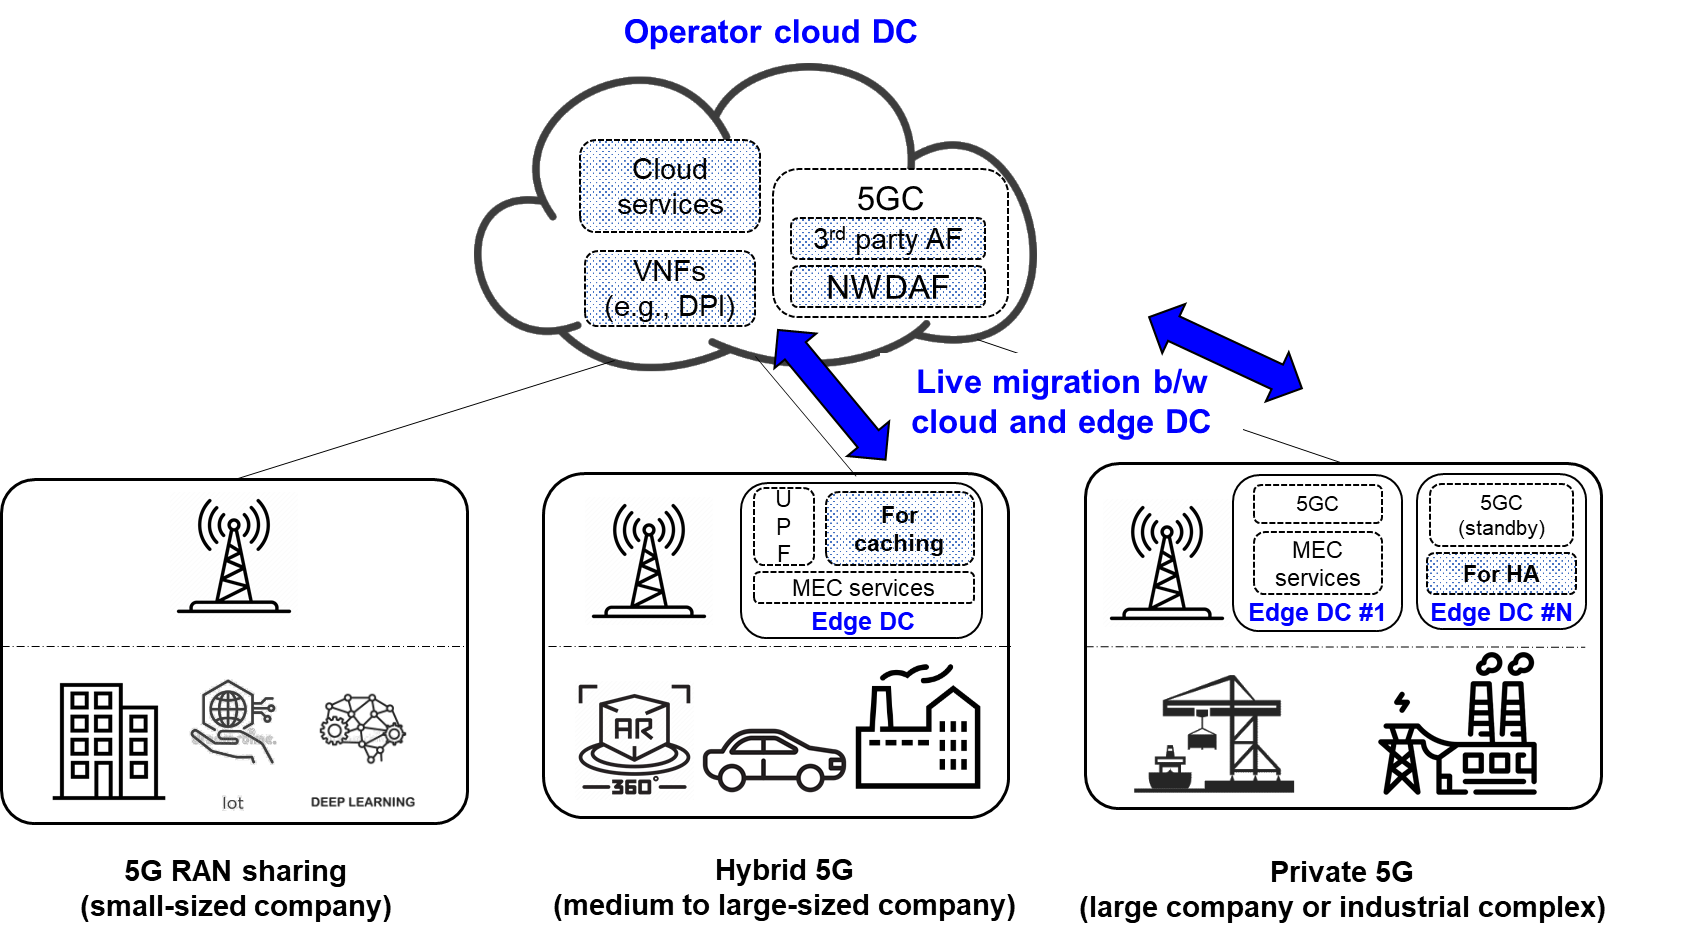 Operator cloud DC
Cloud
services
VNFs
(e.g., DPI)
5GC
3rd party AF
NWDAF
Live migration b/w
cloud and edge DC
U
P
F
For
caching
MEC services
Edge DC
5GC
MEC
services
Edge DC #1
5GC
(standby)
For HA
Edge DC #N
Iot
DEEP LEARNING
AR
360°
5G RAN sharing
(small-sized company)
Hybrid 5G
(medium to large-sized company)
Private 5G
(large company or industrial complex)